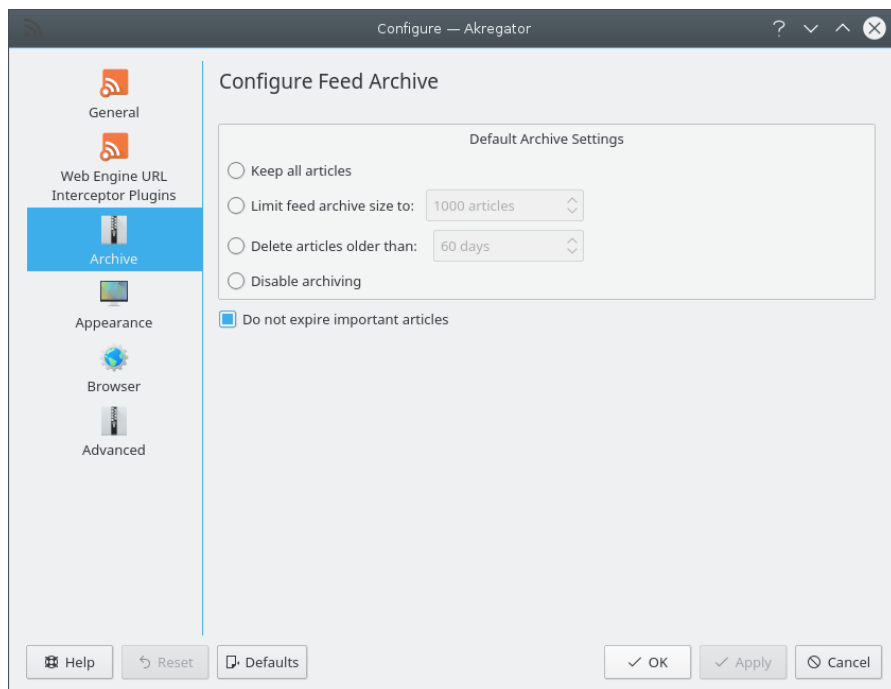 Configure — Akregator
General
Web Engine URL
Interceptor Plugins
Archive
Appearance
Browser
Advanced
Configure Feed Archive
Default Archive Settings
Keep all articles
Limit feed archive size to: 1000 articles
Delete articles older than: 60 days
Disable archiving
Do not expire important articles
Help Reset Defaults OK Apply Cancel